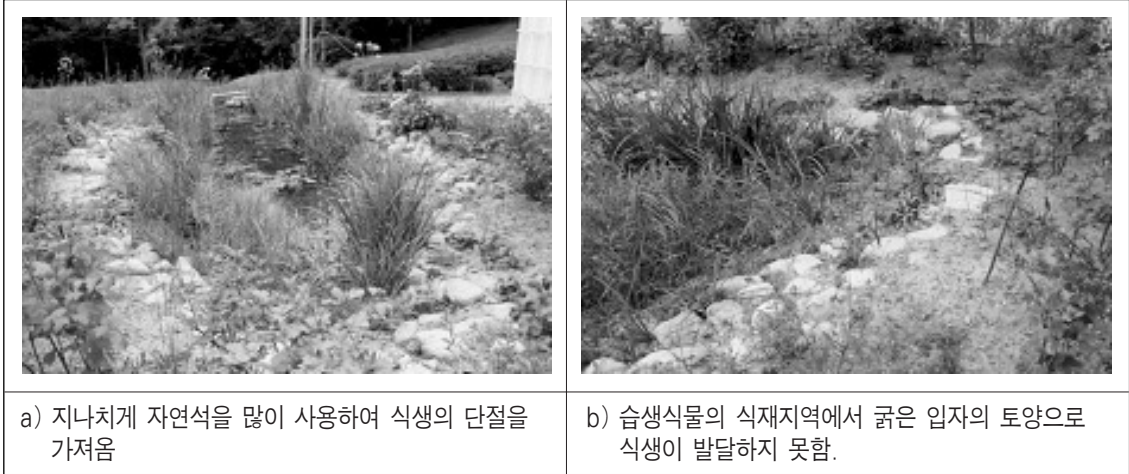 a) 지나치게 자연석을 많이 사용하여 식생의 단절을
가져옴
b) 습생식물의 식재지역에서 굵은 입자의 토양으로
식생이 발달하지 못함.